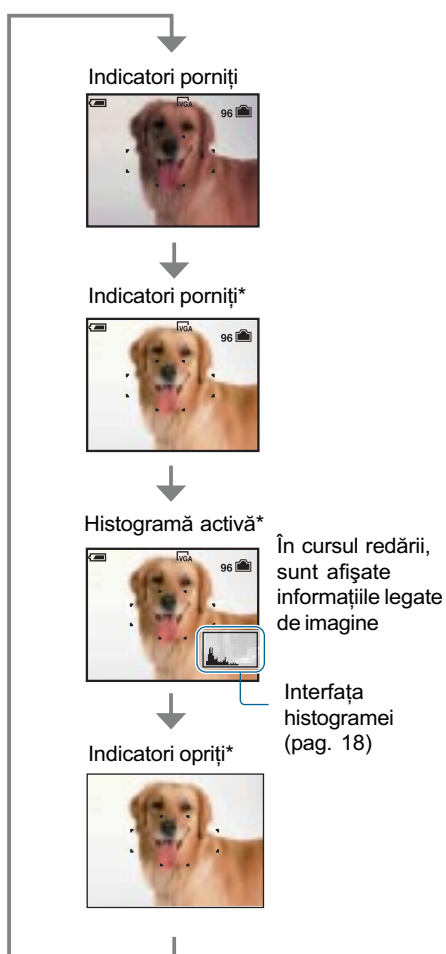 Indicatori porniți
VGA
96
Indicatori porniți*
VGA
96
Histogramă activă*
VGA
96
În cursul redării,
sunt afişate
informațiile legate
de imagine
Interfața
histogramei
(pag. 18)
Indicatori opriți*